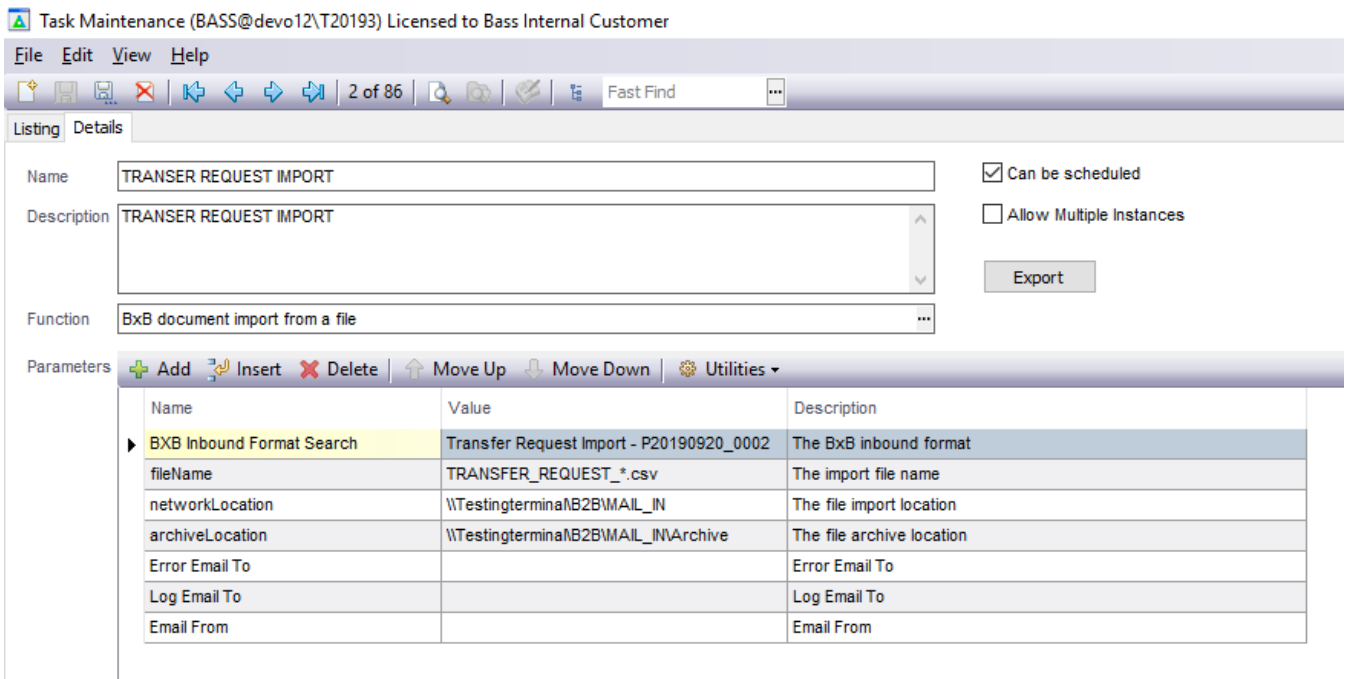 Task Maintenance (BASS@devo12\T20193) Licensed to Bass Internal Customer
File Edit View Help
2 of 86 Fast Find ...
Listing Details
Name TRANSER REQUEST IMPORT Can be scheduled
Description TRANSER REQUEST IMPORT Allow Multiple Instances
Export
Function BxB document import from a file ...
Parameters Add Insert Delete Move Up Move Down Utilities
Name Value Description
BXB Inbound Format Search Transfer Request Import - P20190920_0002 The BxB inbound format
fileName TRANSFER_REQUEST_*.csv The import file name
networkLocation \\Testingterminal\B2B\MAIL_IN The file import location
archiveLocation \\Testingterminal\B2B\MAIL_IN\Archive The file archive location
Error Email To Error Email To
Log Email To Log Email To
Email From Email From